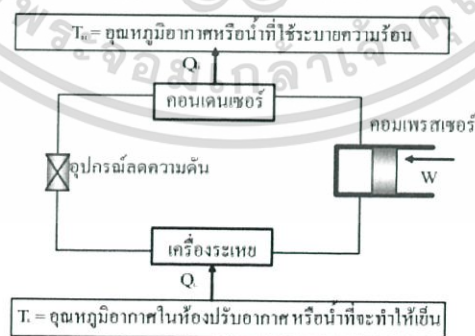 T_H = อุณหภูมิอากาศหรือน้ำที่ใช้ระบายความร้อน
Q_H
คอนเดนเซอร์
คอมเพรสเซอร์
อุปกรณ์ลดความดัน
W
เครื่องระเหย
Q_L
T_L = อุณหภูมิอากาศในห้องปรับอากาศ หรือน้ำที่จะทำให้เย็น